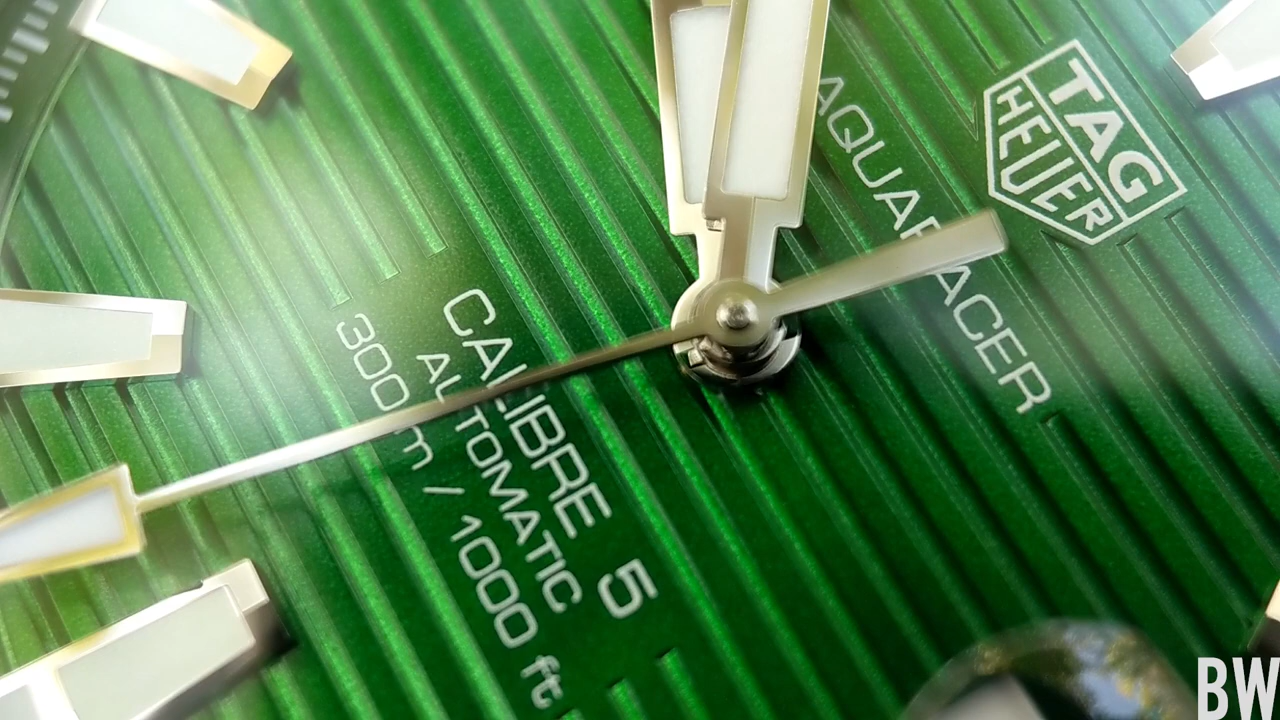 TAG
HEUER
AQUARACER
CALIBRE 5
AUTOMATIC
300m / 1000 ft
BW